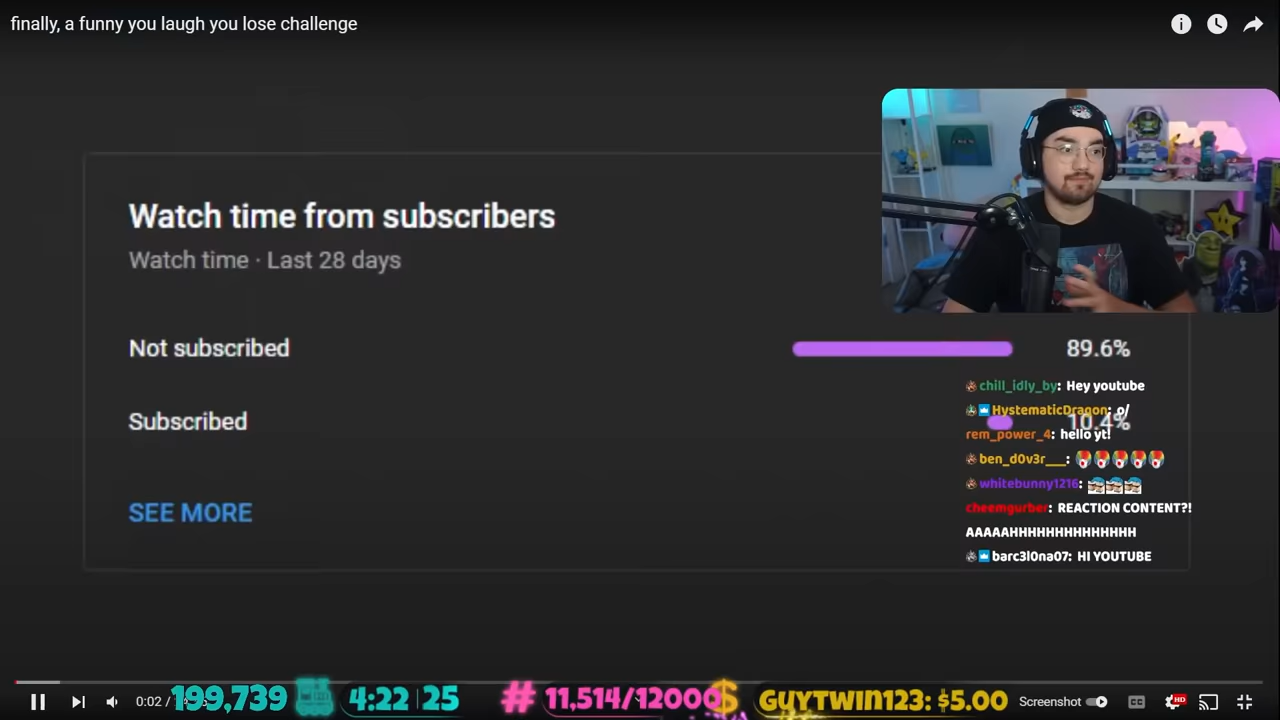 finally, a funny you laugh you lose challenge
Watch time from subscribers
Watch time · Last 28 days
Not subscribed
89.6%
Subscribed
10.4%
SEE MORE
chill_idly_by: Hey youtube
HystematicDragon: o/
rem_power_4: hello yt!
ben_d0v3r___:
whitebunny1216:
cheemgurber: REACTION CONTENT?!
AAAAAHHHHHHHHHHHHHH
barc3l0na07: HI YOUTUBE
0:02 /
199,739
4:22 | 25
# 11,514/12000
$ GUYTWIN123: $5.00
Screenshot
CC
HD